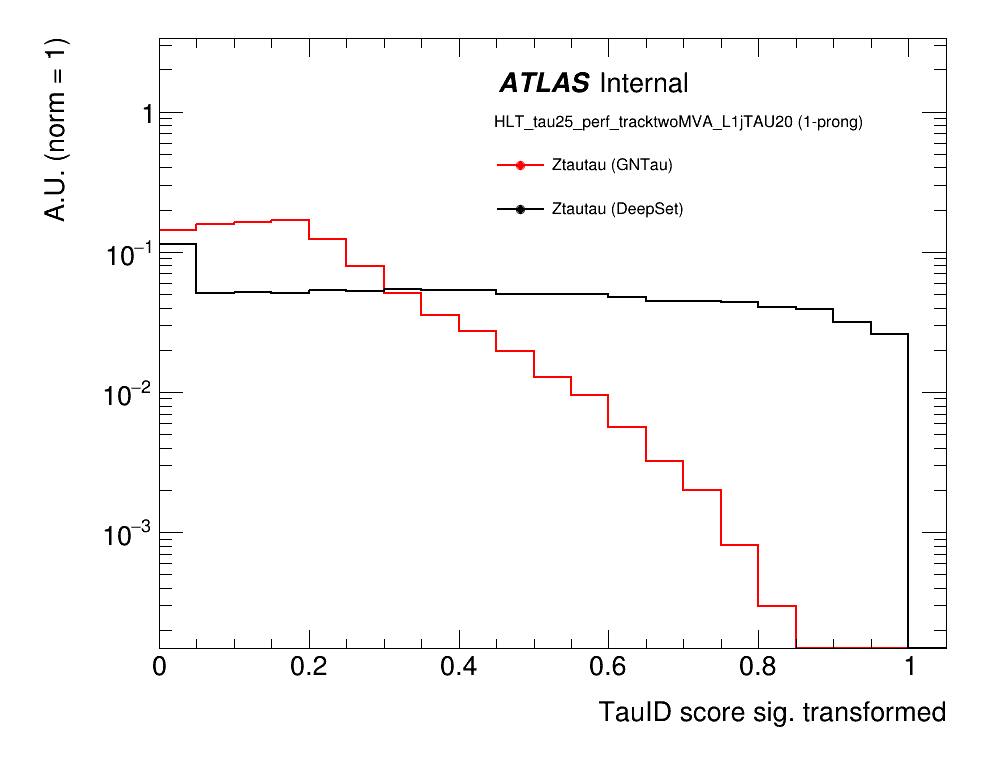 A.U. (norm = 1)
ATLAS Internal
HLT_tau25_perf_tracktwoMVA_L1jTAU20 (1-prong)
Ztautau (GNTau)
Ztautau (DeepSet)
1
10⁻¹
10⁻²
10⁻³
0 0.2 0.4 0.6 0.8 1
TauID score sig. transformed